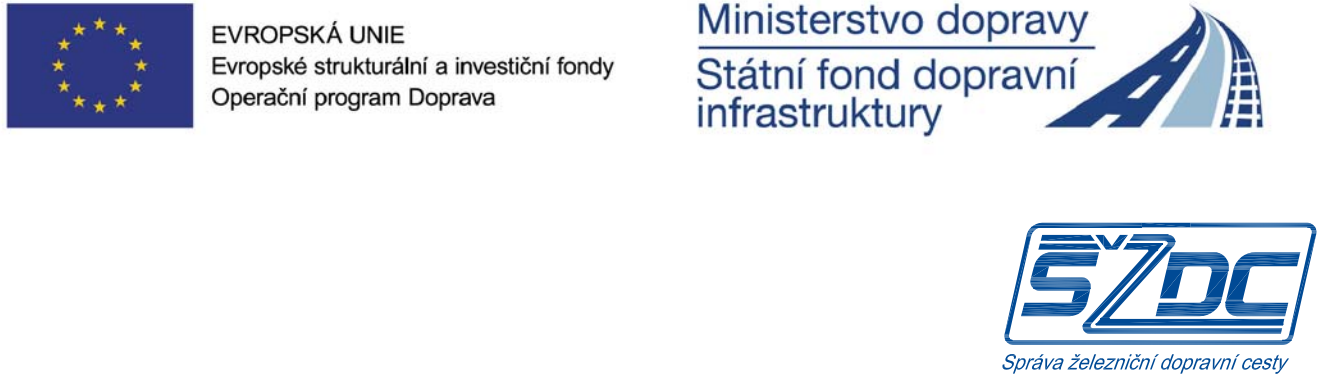 EVROPSKÁ UNIE
Evropské strukturální a investiční fondy
Operační program Doprava
Ministerstvo dopravy
Státní fond dopravní
infrastruktury
SŽDC
Správa železniční dopravní cesty